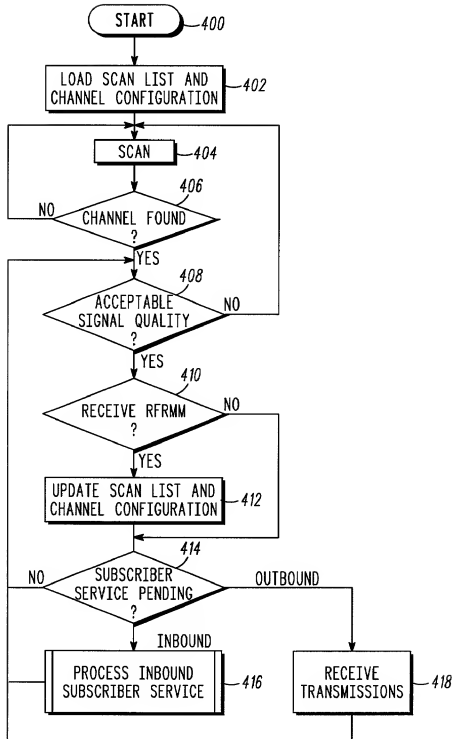 START
400
LOAD SCAN LIST AND
CHANNEL CONFIGURATION
402
SCAN
404
406
NO
CHANNEL FOUND
?
YES
408
ACCEPTABLE
SIGNAL QUALITY
?
NO
YES
410
RECEIVE RFRMM
?
NO
YES
UPDATE SCAN LIST AND
CHANNEL CONFIGURATION
412
414
NO
SUBSCRIBER
SERVICE PENDING
?
OUTBOUND
INBOUND
PROCESS INBOUND
SUBSCRIBER SERVICE
416
RECEIVE
TRANSMISSIONS
418